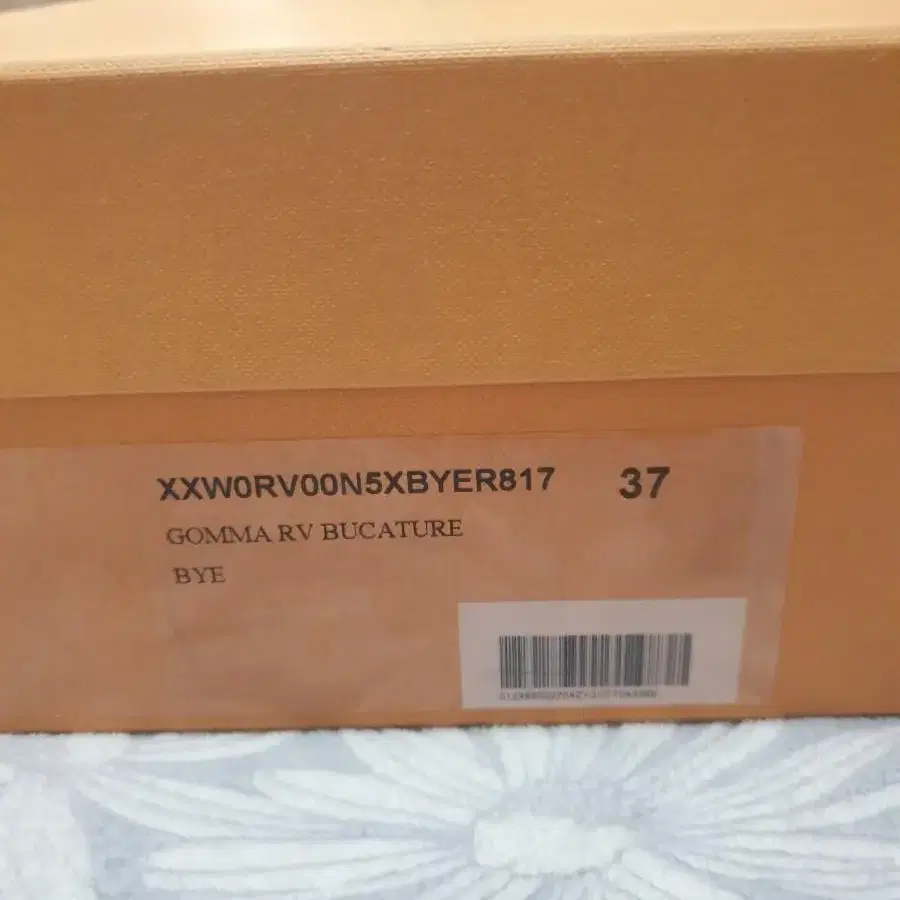 XXW0RV00N5XBYER817 37
GOMMA RV BUCATURE
BYE